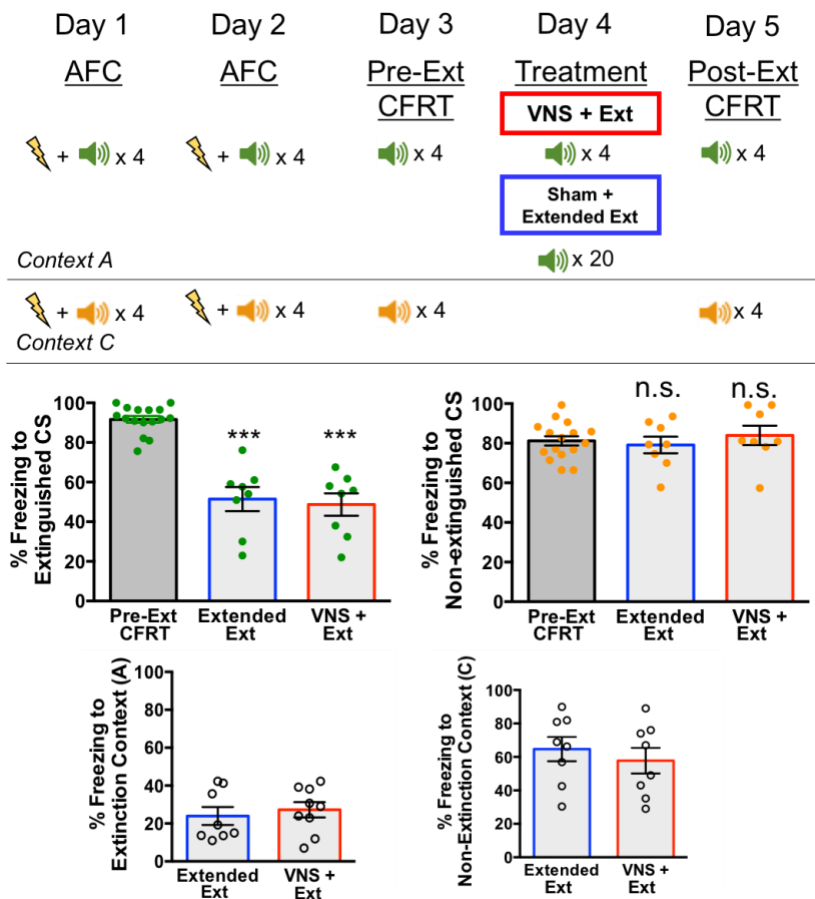 Day 1 Day 2 Day 3 Day 4 Day 5
AFC AFC Pre-Ext Treatment Post-Ext
CFRT VNS + Ext CFRT
+ x 4 + x 4 x 4 x 4 x 4
Sham +
Extended Ext
Context A x 20
+ x 4 + x 4 x 4 x 4
Context C
% Freezing to
Extinguished CS
100
80
60
40
20
0
*** ***
Pre-Ext Extended VNS +
CFRT Ext Ext
% Freezing to
Non-extinguished CS
100
80
60
40
20
0
n.s. n.s.
Pre-Ext Extended VNS +
CFRT Ext Ext
% Freezing to
Extinction Context (A)
100
80
60
40
20
0
Extended VNS +
Ext Ext
% Freezing to
Non-Extinction Context (C)
100
80
60
40
20
0
Extended VNS +
Ext Ext